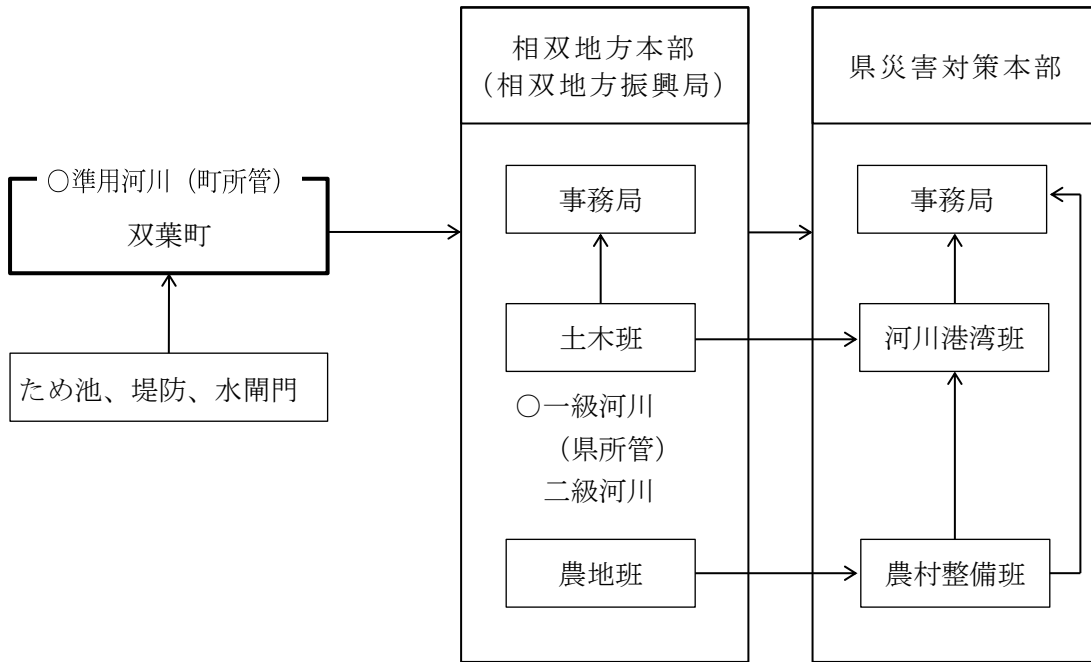 相双地方本部
（相双地方振興局）
県災害対策本部
○準用河川（町所管）
双葉町
ため池、堤防、水閘門
事務局
土木班
○一級河川
（県所管）
二級河川
農地班
事務局
河川港湾班
農村整備班